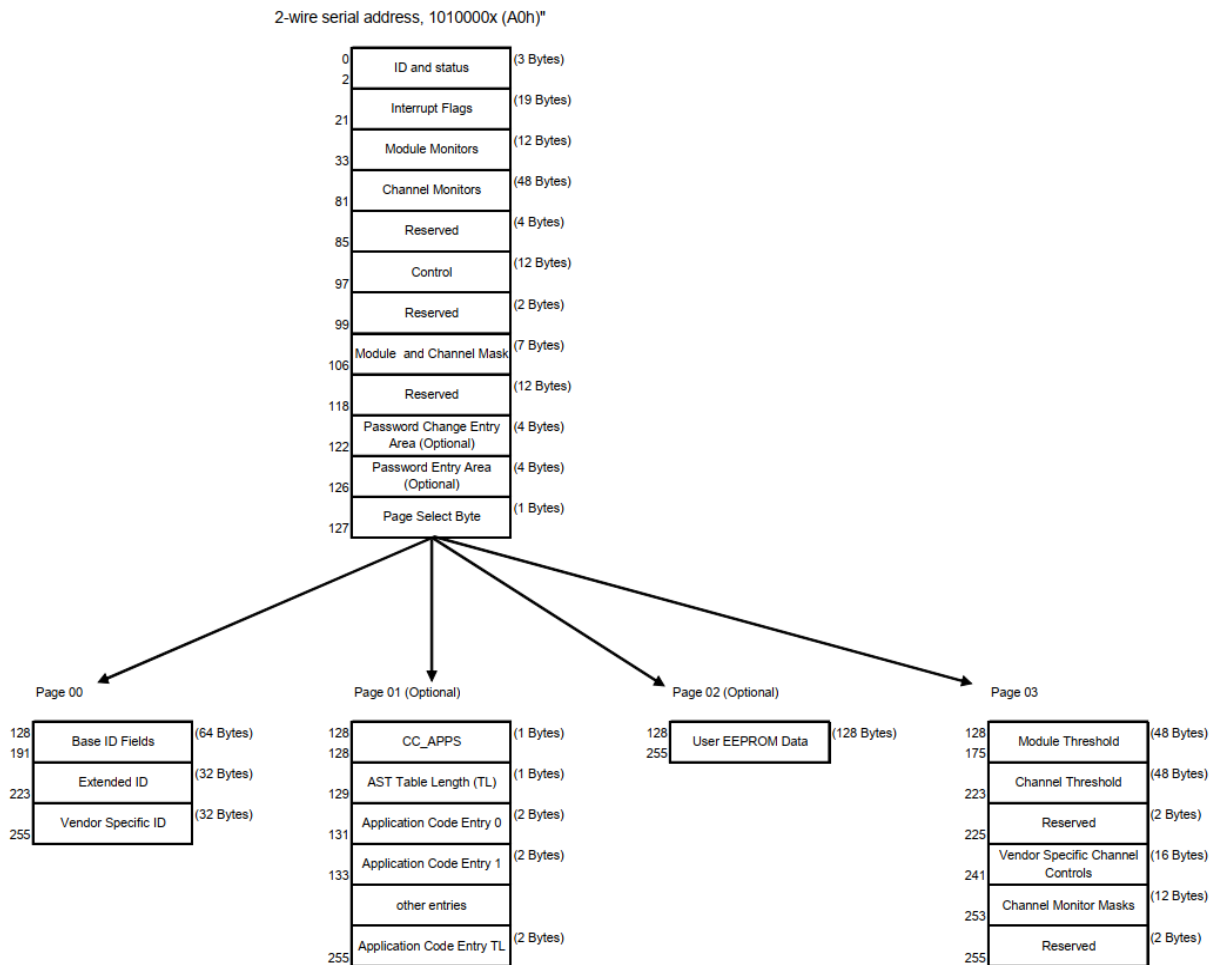 2-wire serial address, 1010000x (A0h)"
0
2
ID and status
(3 Bytes)
21
Interrupt Flags
(19 Bytes)
33
Module Monitors
(12 Bytes)
81
Channel Monitors
(48 Bytes)
85
Reserved
(4 Bytes)
97
Control
(12 Bytes)
99
Reserved
(2 Bytes)
106
Module and Channel Mask
(7 Bytes)
118
Reserved
(12 Bytes)
122
Password Change Entry
Area (Optional)
(4 Bytes)
126
Password Entry Area
(Optional)
(4 Bytes)
127
Page Select Byte
(1 Bytes)
Page 00
128
191
Base ID Fields
(64 Bytes)
223
Extended ID
(32 Bytes)
255
Vendor Specific ID
(32 Bytes)
Page 01 (Optional)
128
128
CC_APPS
(1 Bytes)
129
AST Table Length (TL)
(1 Bytes)
131
Application Code Entry 0
(2 Bytes)
133
Application Code Entry 1
(2 Bytes)
other entries
255
Application Code Entry TL
(2 Bytes)
Page 02 (Optional)
128
255
User EEPROM Data
(128 Bytes)
Page 03
128
175
Module Threshold
(48 Bytes)
223
Channel Threshold
(48 Bytes)
225
Reserved
(2 Bytes)
241
Vendor Specific Channel
Controls
(16 Bytes)
253
Channel Monitor Masks
(12 Bytes)
255
Reserved
(2 Bytes)